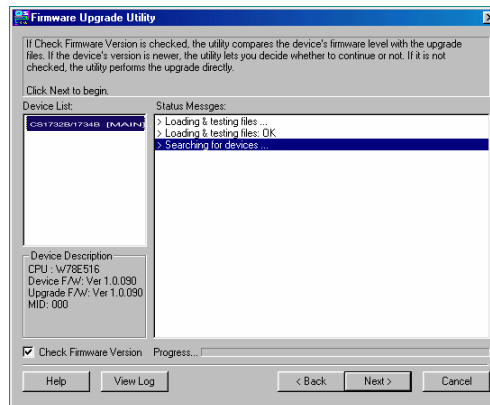 Firmware Upgrade Utility
If Check Firmware Version is checked, the utility compares the device's firmware level with the upgrade
files. If the device's version is newer, the utility lets you decide whether to continue or not. If it is not
checked, the utility performs the upgrade directly.
Click Next to begin.
Device List:
Status Messges:
CS1732B/1734B [MAIN]
> Loading & testing files ...
> Loading & testing files: OK
> Searching for devices ...
Device Description
CPU : W78E516
Device F/W: Ver 1.0.090
Upgrade F/W: Ver 1.0.090
MID: 000
Check Firmware Version
Progress...
Help
View Log
< Back
Next >
Cancel